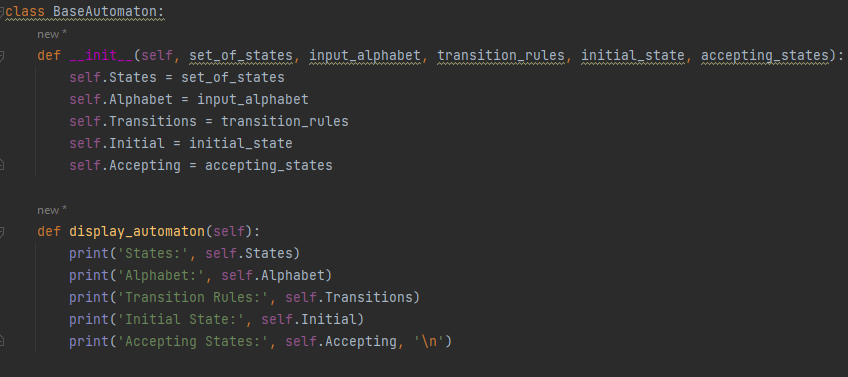 class BaseAutomaton:
new *
def __init__(self, set_of_states, input_alphabet, transition_rules, initial_state, accepting_states):
self.States = set_of_states
self.Alphabet = input_alphabet
self.Transitions = transition_rules
self.Initial = initial_state
self.Accepting = accepting_states
new *
def display_automaton(self):
print('States:', self.States)
print('Alphabet:', self.Alphabet)
print('Transition Rules:', self.Transitions)
print('Initial State:', self.Initial)
print('Accepting States:', self.Accepting, '\n')